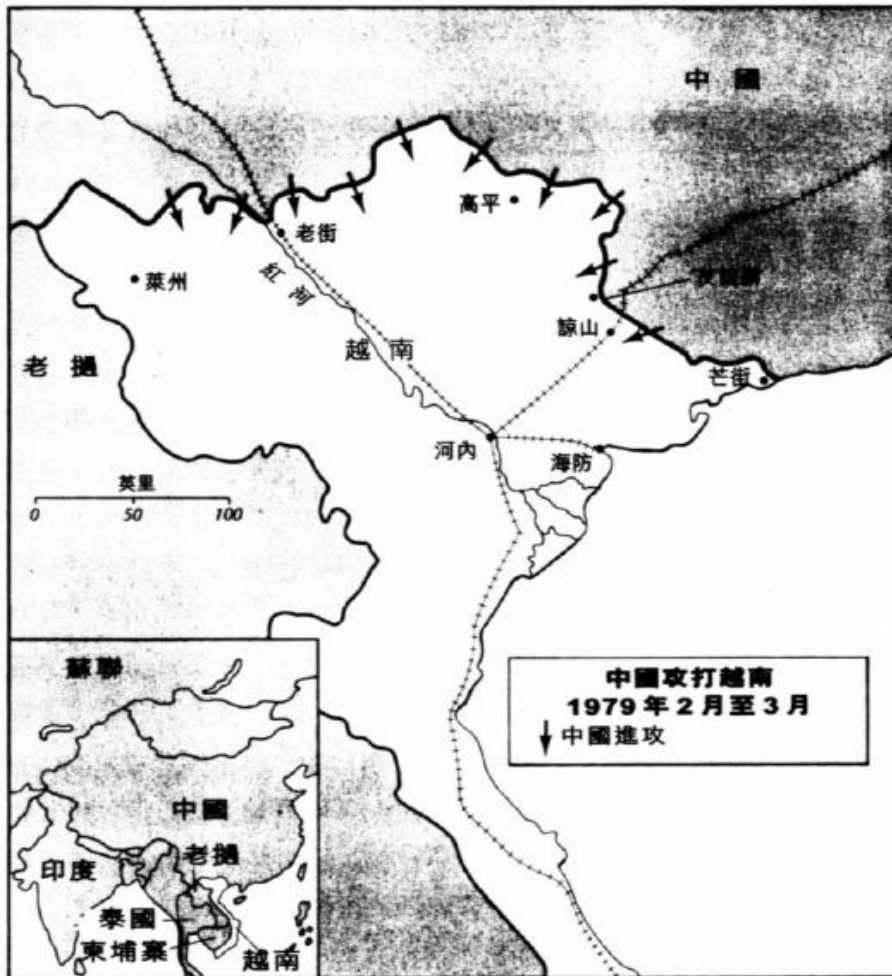 中國
高平
老街
萊州
紅河
友誼關
諒山
越南
老撾
芒街
河內
海防
英里
0 50 100
蘇聯
中國
老撾
印度
泰國
柬埔寨
越南
中國攻打越南
1979年2月至3月
中國進攻